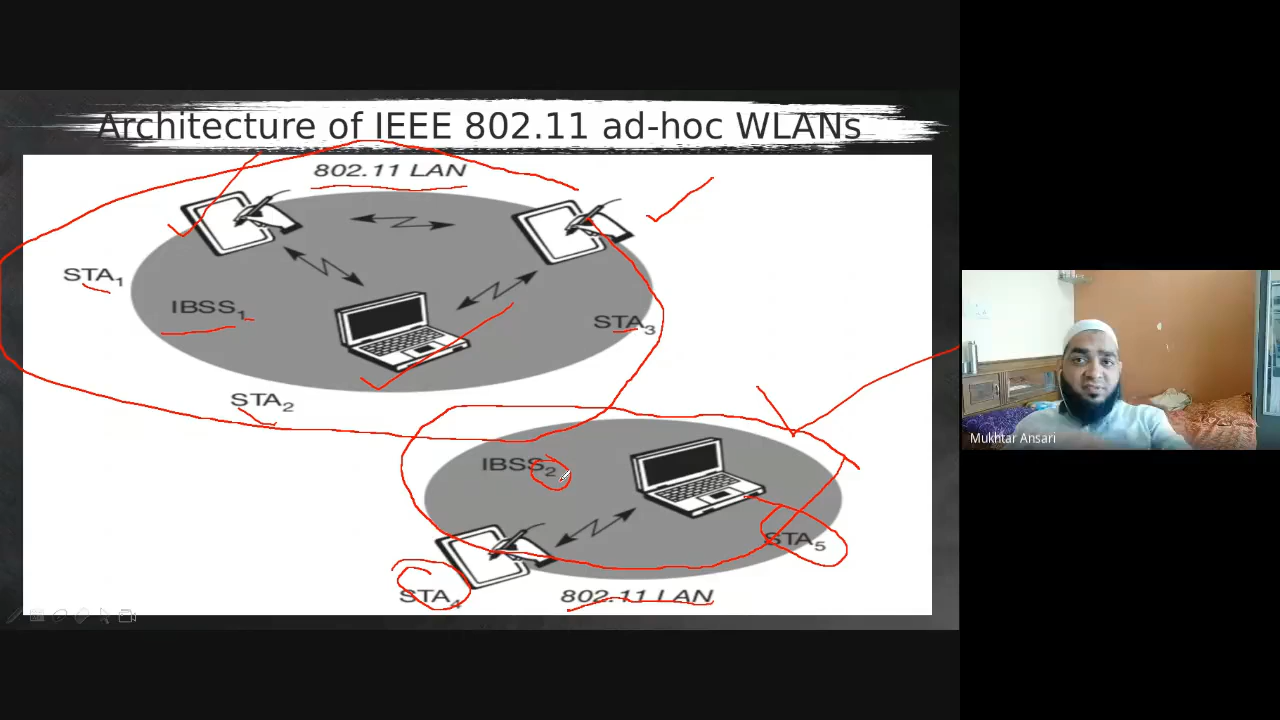 Architecture of IEEE 802.11 ad-hoc WLANs
802.11 LAN
STA1
IBSS1
STA3
STA2
IBSS2
STA5
STA4
802.11 LAN
Mukhtar Ansari